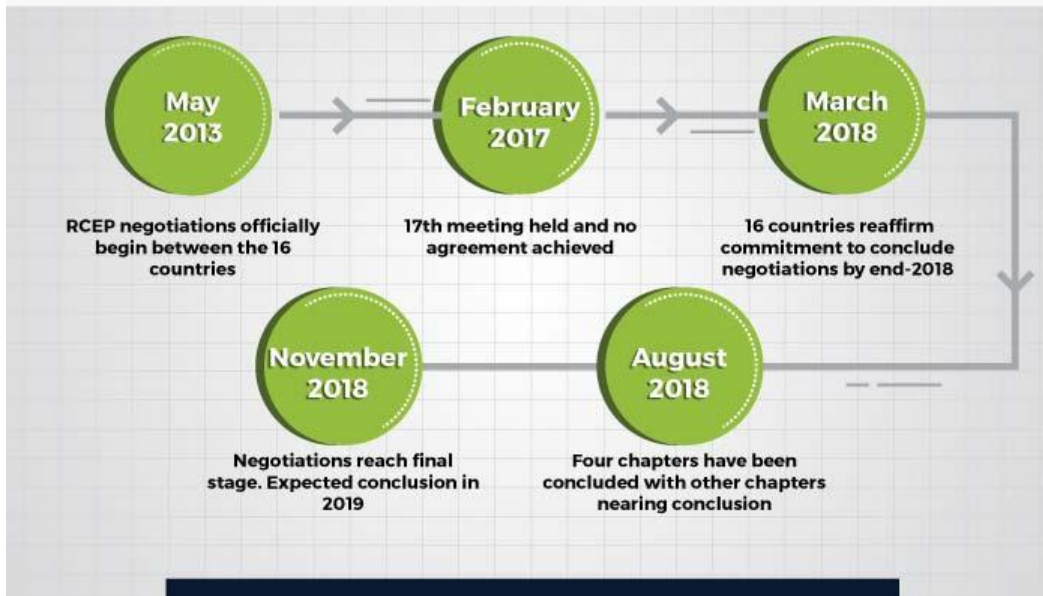 May
2013
RCEP negotiations officially
begin between the 16
countries
February
2017
17th meeting held and no
agreement achieved
March
2018
16 countries reaffirm
commitment to conclude
negotiations by end-2018
August
2018
Four chapters have been
concluded with other chapters
nearing conclusion
November
2018
Negotiations reach final
stage. Expected conclusion in
2019